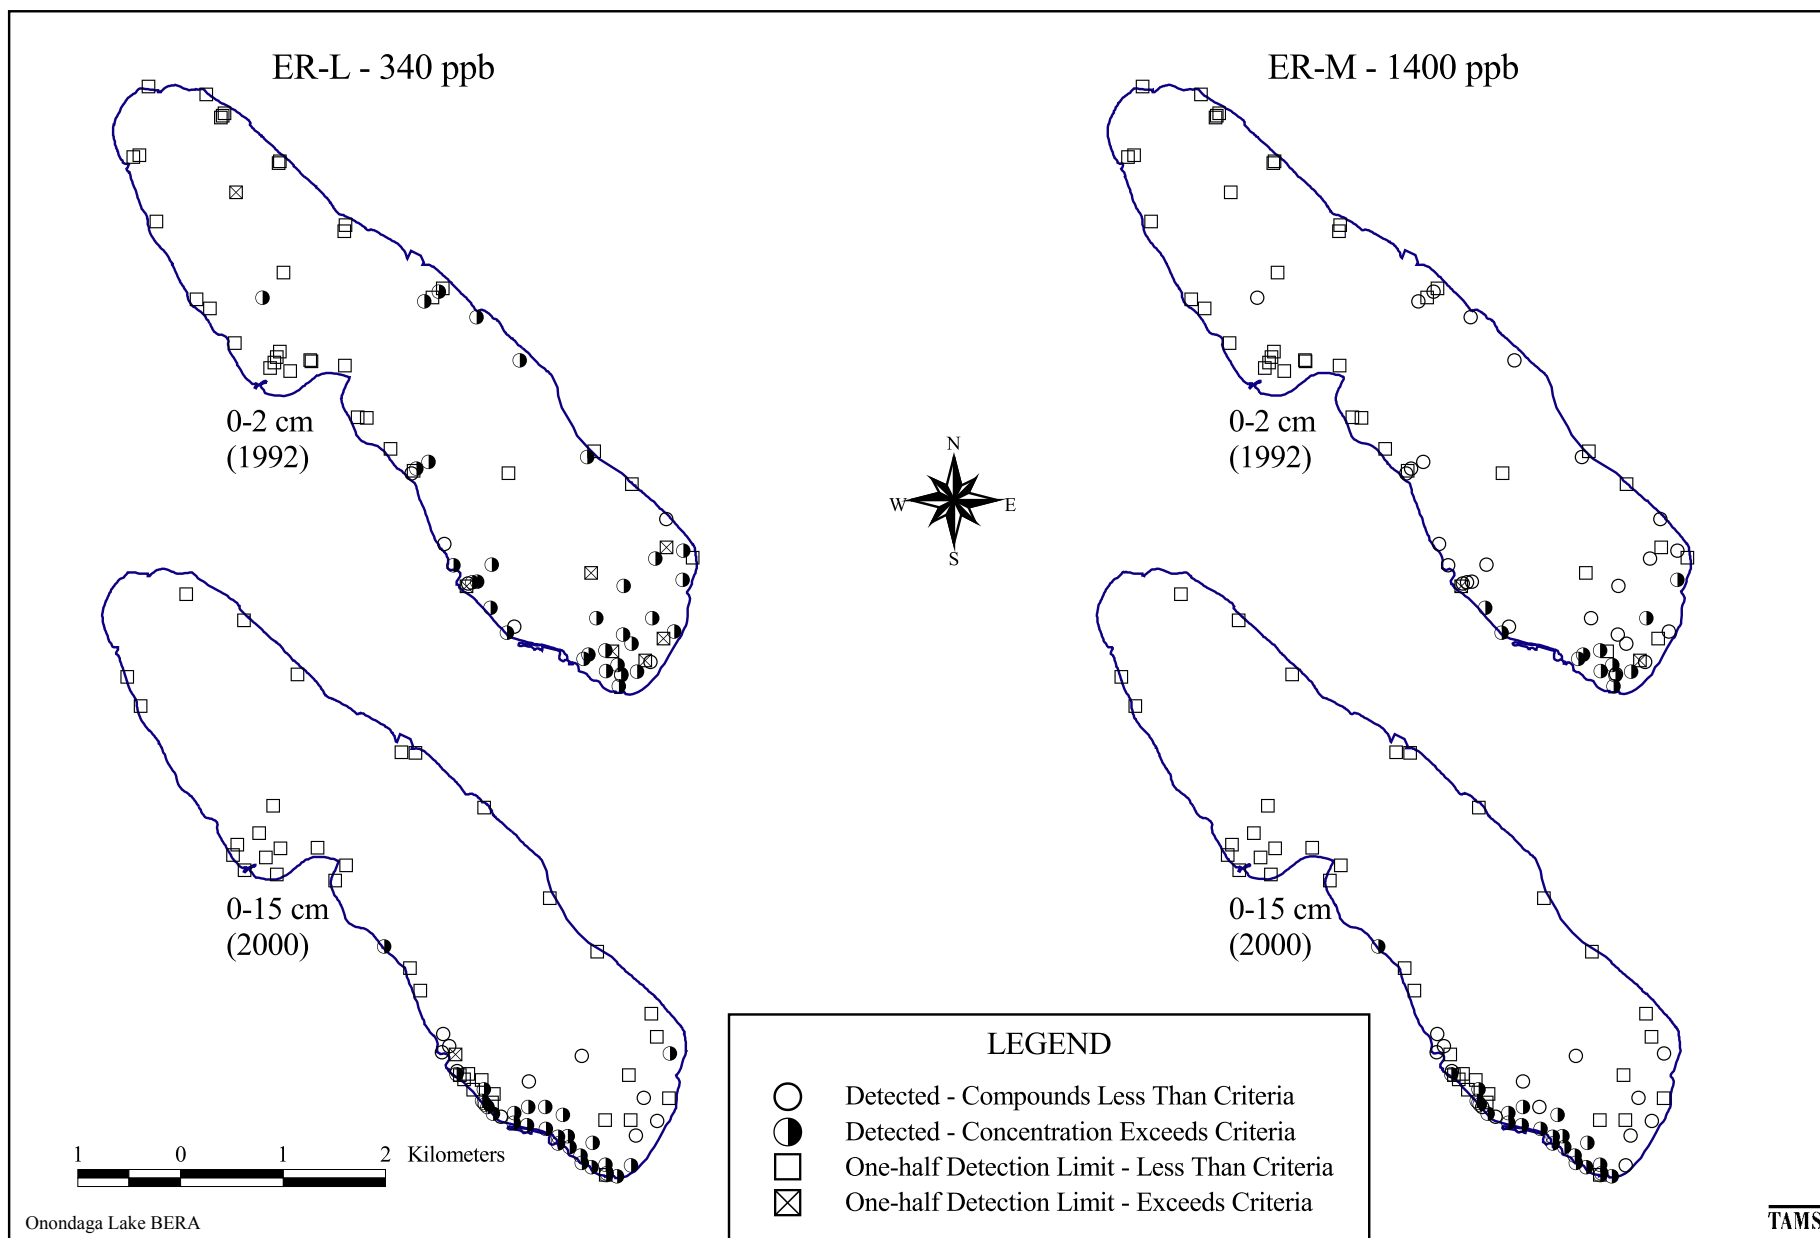 ER-L - 340 ppb
ER-M - 1400 ppb
0-2 cm
(1992)
0-2 cm
(1992)
N
W
E
S
0-15 cm
(2000)
0-15 cm
(2000)
LEGEND
Detected - Compounds Less Than Criteria
Detected - Concentration Exceeds Criteria
One-half Detection Limit - Less Than Criteria
One-half Detection Limit - Exceeds Criteria
1 0 1 2 Kilometers
Onondaga Lake BERA
TAMS